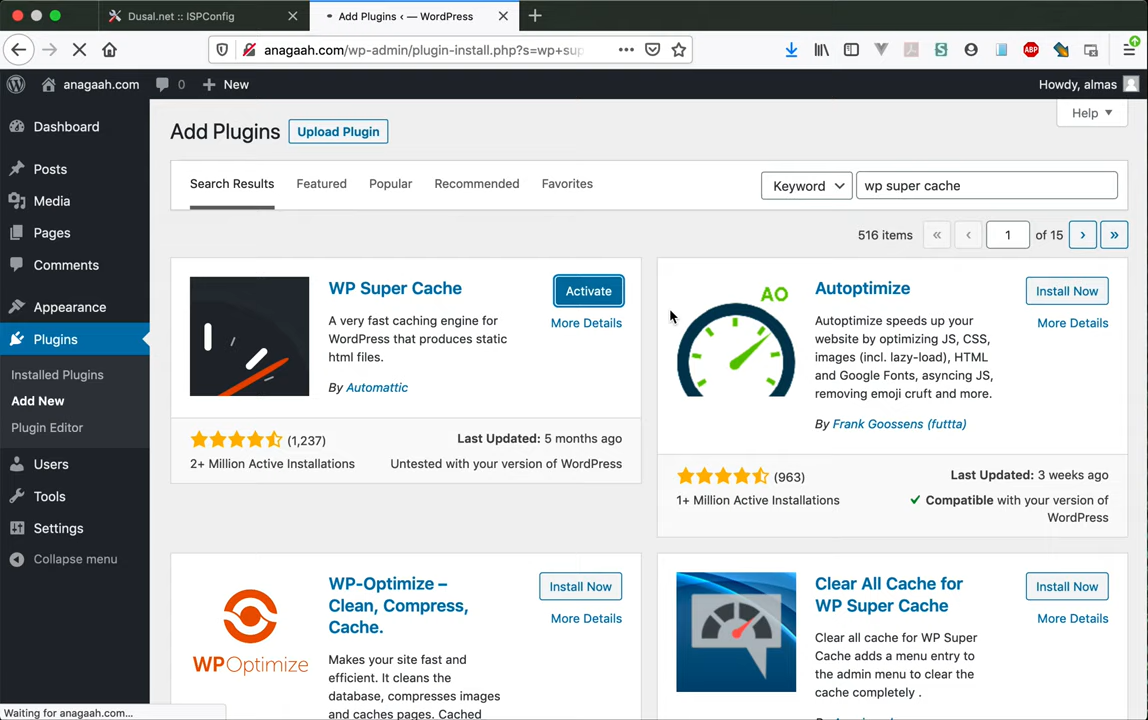 Dusal.net :: ISPConfig
Add Plugins ‹ — WordPress
anagaah.com/wp-admin/plugin-install.php?s=wp+sup
ABP
anagaah.com
0
New
Howdy, almas
Help
Dashboard
Posts
Media
Pages
Comments
Appearance
Plugins
Installed Plugins
Add New
Plugin Editor
Users
Tools
Settings
Collapse menu
Add Plugins
Upload Plugin
Search Results
Featured
Popular
Recommended
Favorites
Keyword
wp super cache
516 items
«
‹
1
of 15
›
»
WP Super Cache
Activate
More Details
A very fast caching engine for
WordPress that produces static
html files.
By Automattic
(1,237)
2+ Million Active Installations
Last Updated: 5 months ago
Untested with your version of WordPress
AO
Autoptimize
Install Now
More Details
Autoptimize speeds up your
website by optimizing JS, CSS,
images (incl. lazy-load), HTML
and Google Fonts, asyncing JS,
removing emoji cruft and more.
By Frank Goossens (futtta)
(963)
1+ Million Active Installations
Last Updated: 3 weeks ago
Compatible with your version of
WordPress
WPOptimize
WP-Optimize –
Clean, Compress,
Cache.
Install Now
More Details
Makes your site fast and
efficient. It cleans the
database, compresses images
and caches pages. Cached
Clear All Cache for
WP Super Cache
Install Now
More Details
Clear all cache for WP Super
Cache adds a menu entry to
the admin menu to clear the
cache completely .
Waiting for anagaah.com...